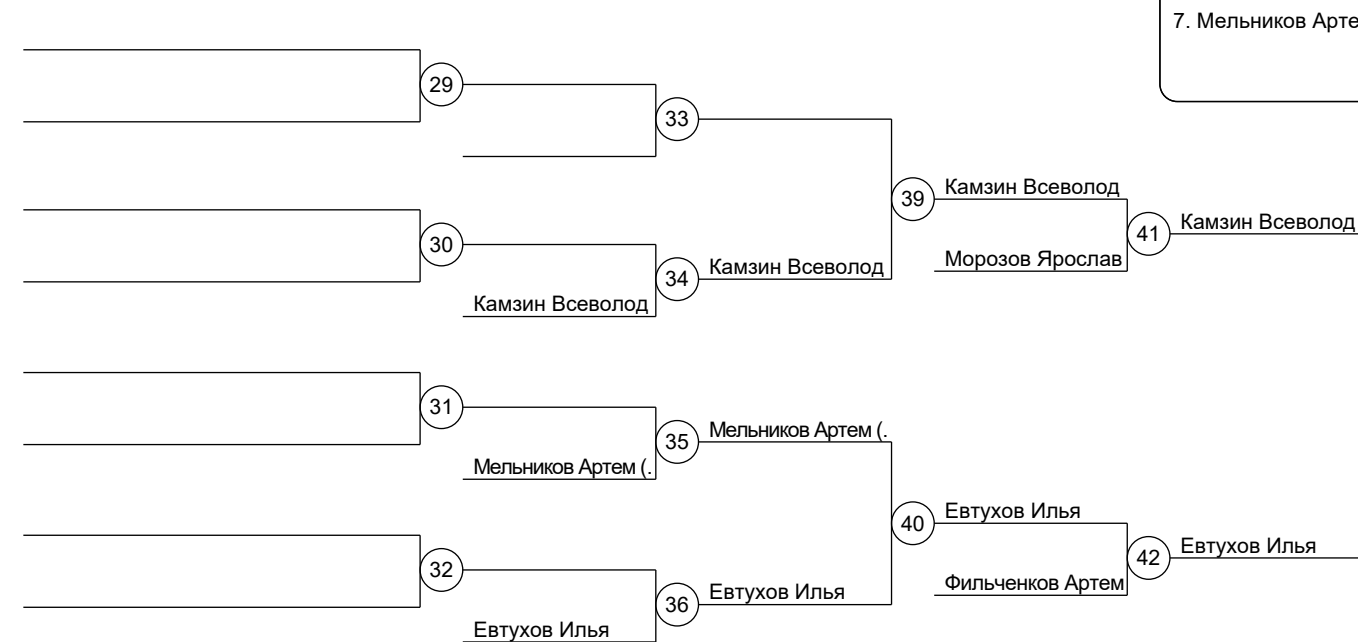 7. Мельников Арте
29
33
39
Камзин Всеволод
41
Камзин Всеволод
30
Морозов Ярослав
34
Камзин Всеволод
Камзин Всеволод
31
35
Мельников Артем (.
Мельников Артем (.
40
Евтухов Илья
42
Евтухов Илья
32
Фильченков Артем
36
Евтухов Илья
Евтухов Илья